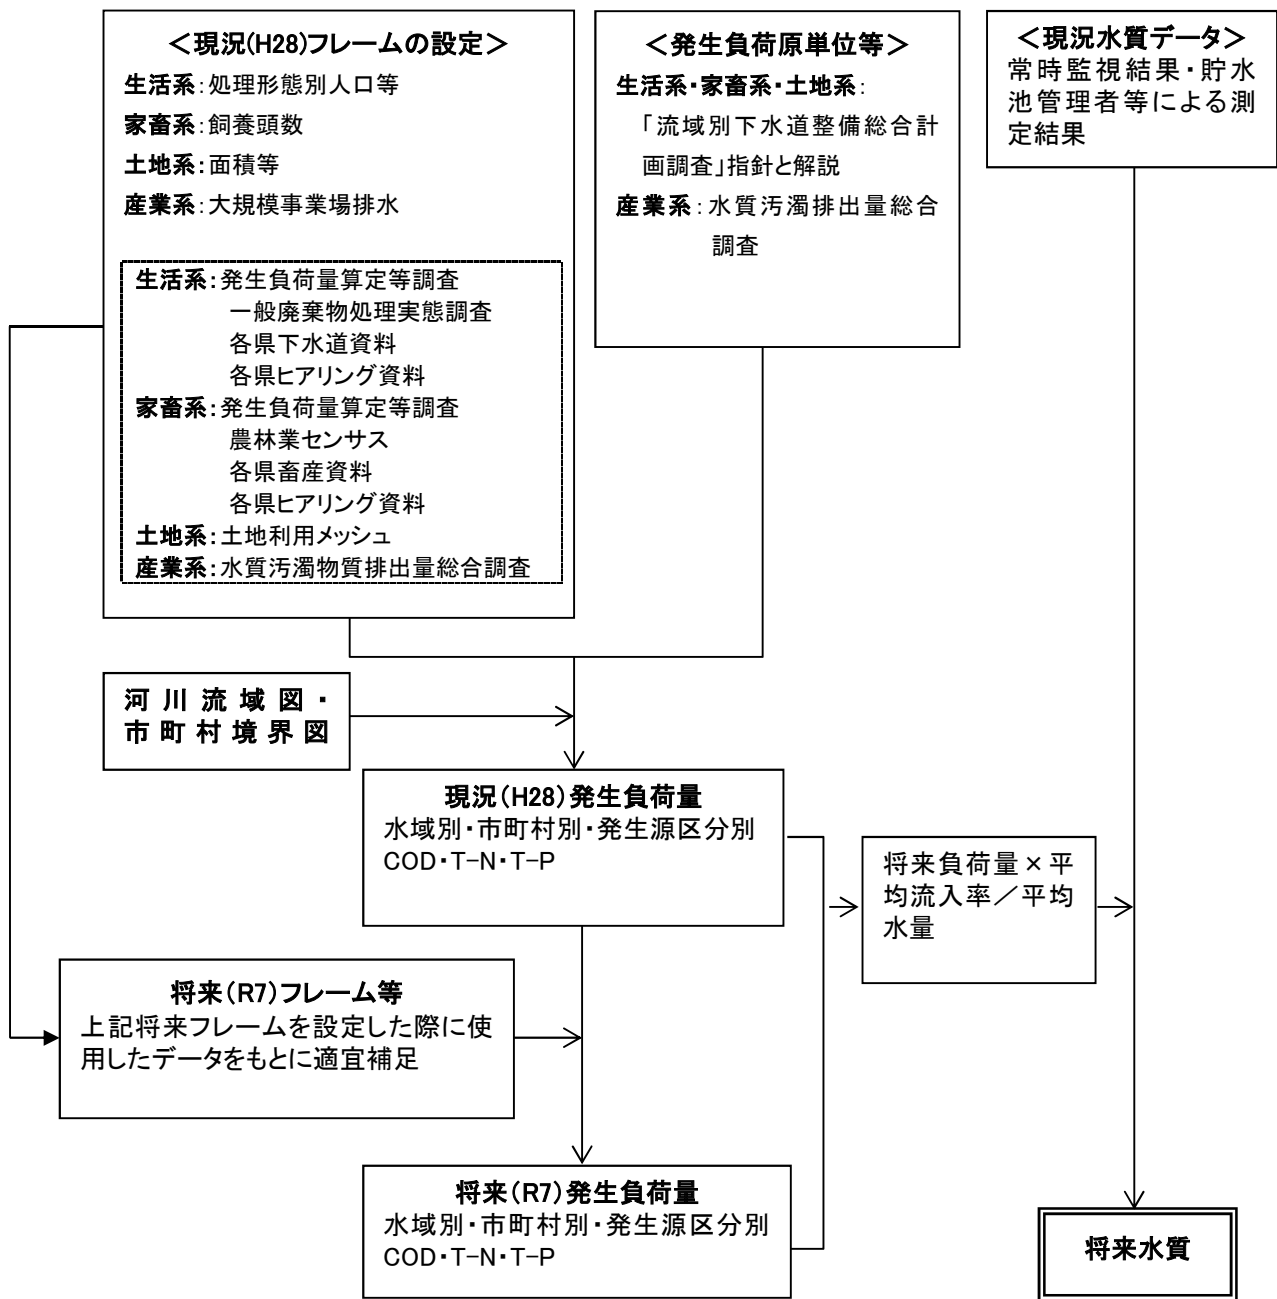 ＜現況(H28)フレームの設定＞
生活系：処理形態別人口等
家畜系：飼養頭数
土地系：面積等
産業系：大規模事業場排水
生活系：発生負荷量算定等調査
一般廃棄物処理実態調査
各県下水道資料
各県ヒアリング資料
家畜系：発生負荷量算定等調査
農林業センサス
各県畜産資料
各県ヒアリング資料
土地系：土地利用メッシュ
産業系：水質汚濁物質排出量総合調査
＜発生負荷原単位等＞
生活系・家畜系・土地系：
「流域別下水道整備総合計
画調査」指針と解説
産業系：水質汚濁排出量総合
調査
＜現況水質データ＞
常時監視結果・貯水
池管理者等による測
定結果
河川流域図・
市町村境界図
現況（H28）発生負荷量
水域別・市町村別・発生源区分別
COD・T-N・T-P
将来負荷量×平
均流入率／平均
水量
将来（R7）フレーム等
上記将来フレームを設定した際に使
用したデータをもとに適宜補足
将来（R7）発生負荷量
水域別・市町村別・発生源区分別
COD・T-N・T-P
将来水質